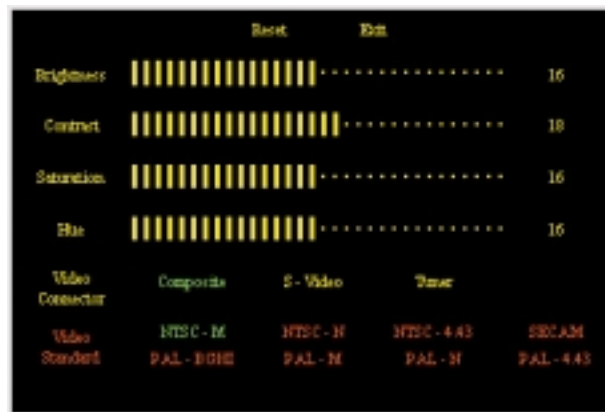 Reset Exit
Brightness 16
Contrast 18
Saturation 16
Hue 16
Video Connector Composite S - Video Tuner
Video Standard NTSC - M NTSC - N NTSC - 4.43 SECAM
PAL - BGHI PAL - M PAL - N PAL - 4.43